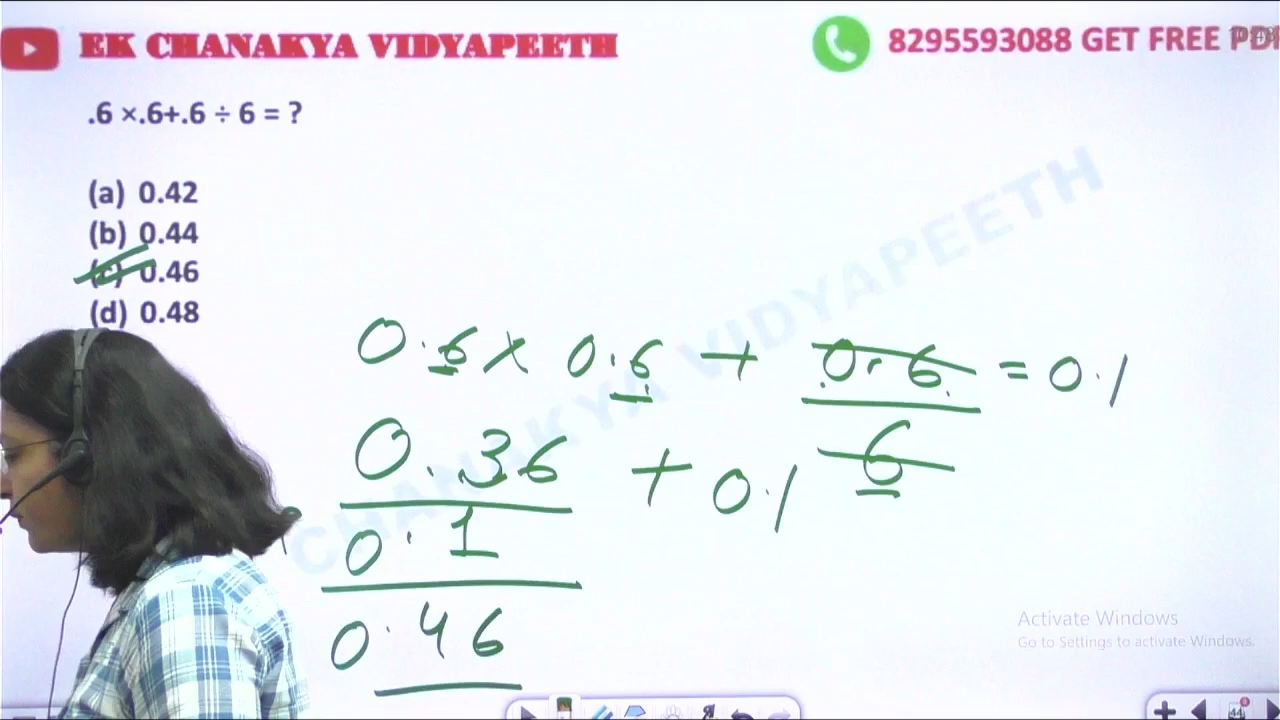 EK CHANAKYA VIDYAPEETH
8295593088 GET FREE PDF
.6 ×.6+.6 ÷ 6 = ?
(a) 0.42
(b) 0.44
(c) 0.46
(d) 0.48
0.6 × 0.6 + 0.6 = 0.1
6
0.36 + 0.1
0.1
0.46
CHANAKYA VIDYAPEETH
Activate Windows
Go to Settings to activate Windows.
44